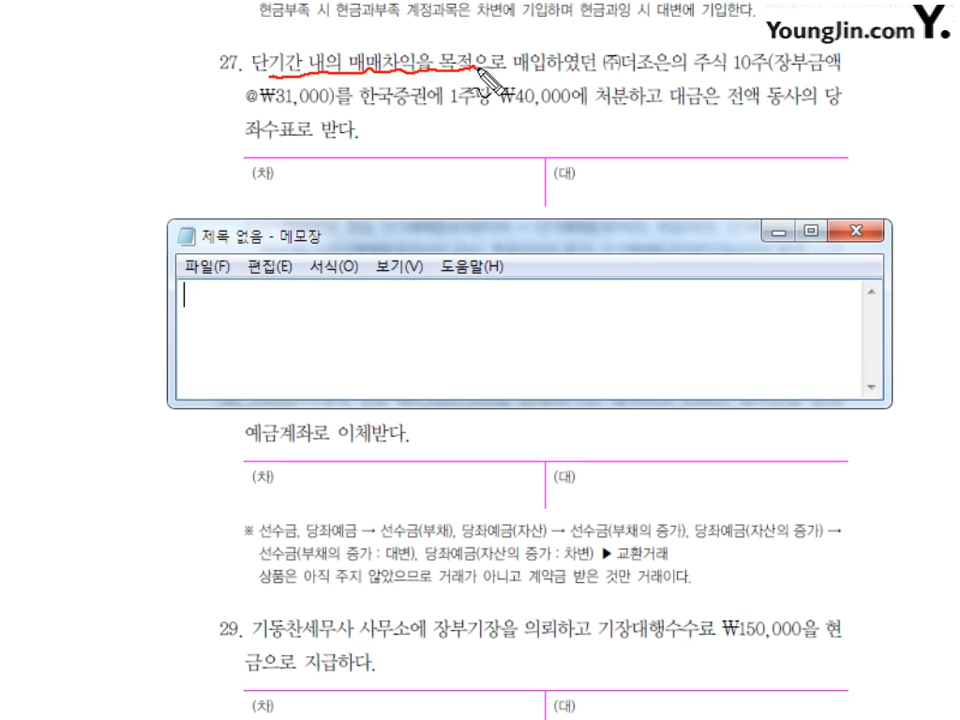 현금부족 시 현금과부족 계정과목은 차변에 기입하며 현금과잉 시 대변에 기입한다.
YoungJin.com Y.
27. 단기간 내의 매매차익을 목적으로 매입하였던 ㈜더조은의 주식 10주(장부금액
@₩31,000)를 한국증권에 1주당 ₩40,000에 처분하고 대금은 전액 동사의 당
좌수표로 받다.
(차) (대)
제목 없음 - 메모장
파일(F) 편집(E) 서식(O) 보기(V) 도움말(H)
예금계좌로 이체받다.
(차) (대)
※ 선수금, 당좌예금 → 선수금(부채), 당좌예금(자산) → 선수금(부채의 증가), 당좌예금(자산의 증가) →
선수금(부채의 증가 : 대변), 당좌예금(자산의 증가 : 차변) ▶ 교환거래
상품은 아직 주지 않았으므로 거래가 아니고 계약금 받은 것만 거래이다.
29. 기동찬세무사 사무소에 장부기장을 의뢰하고 기장대행수수료 ₩150,000을 현
금으로 지급하다.
(차) (대)